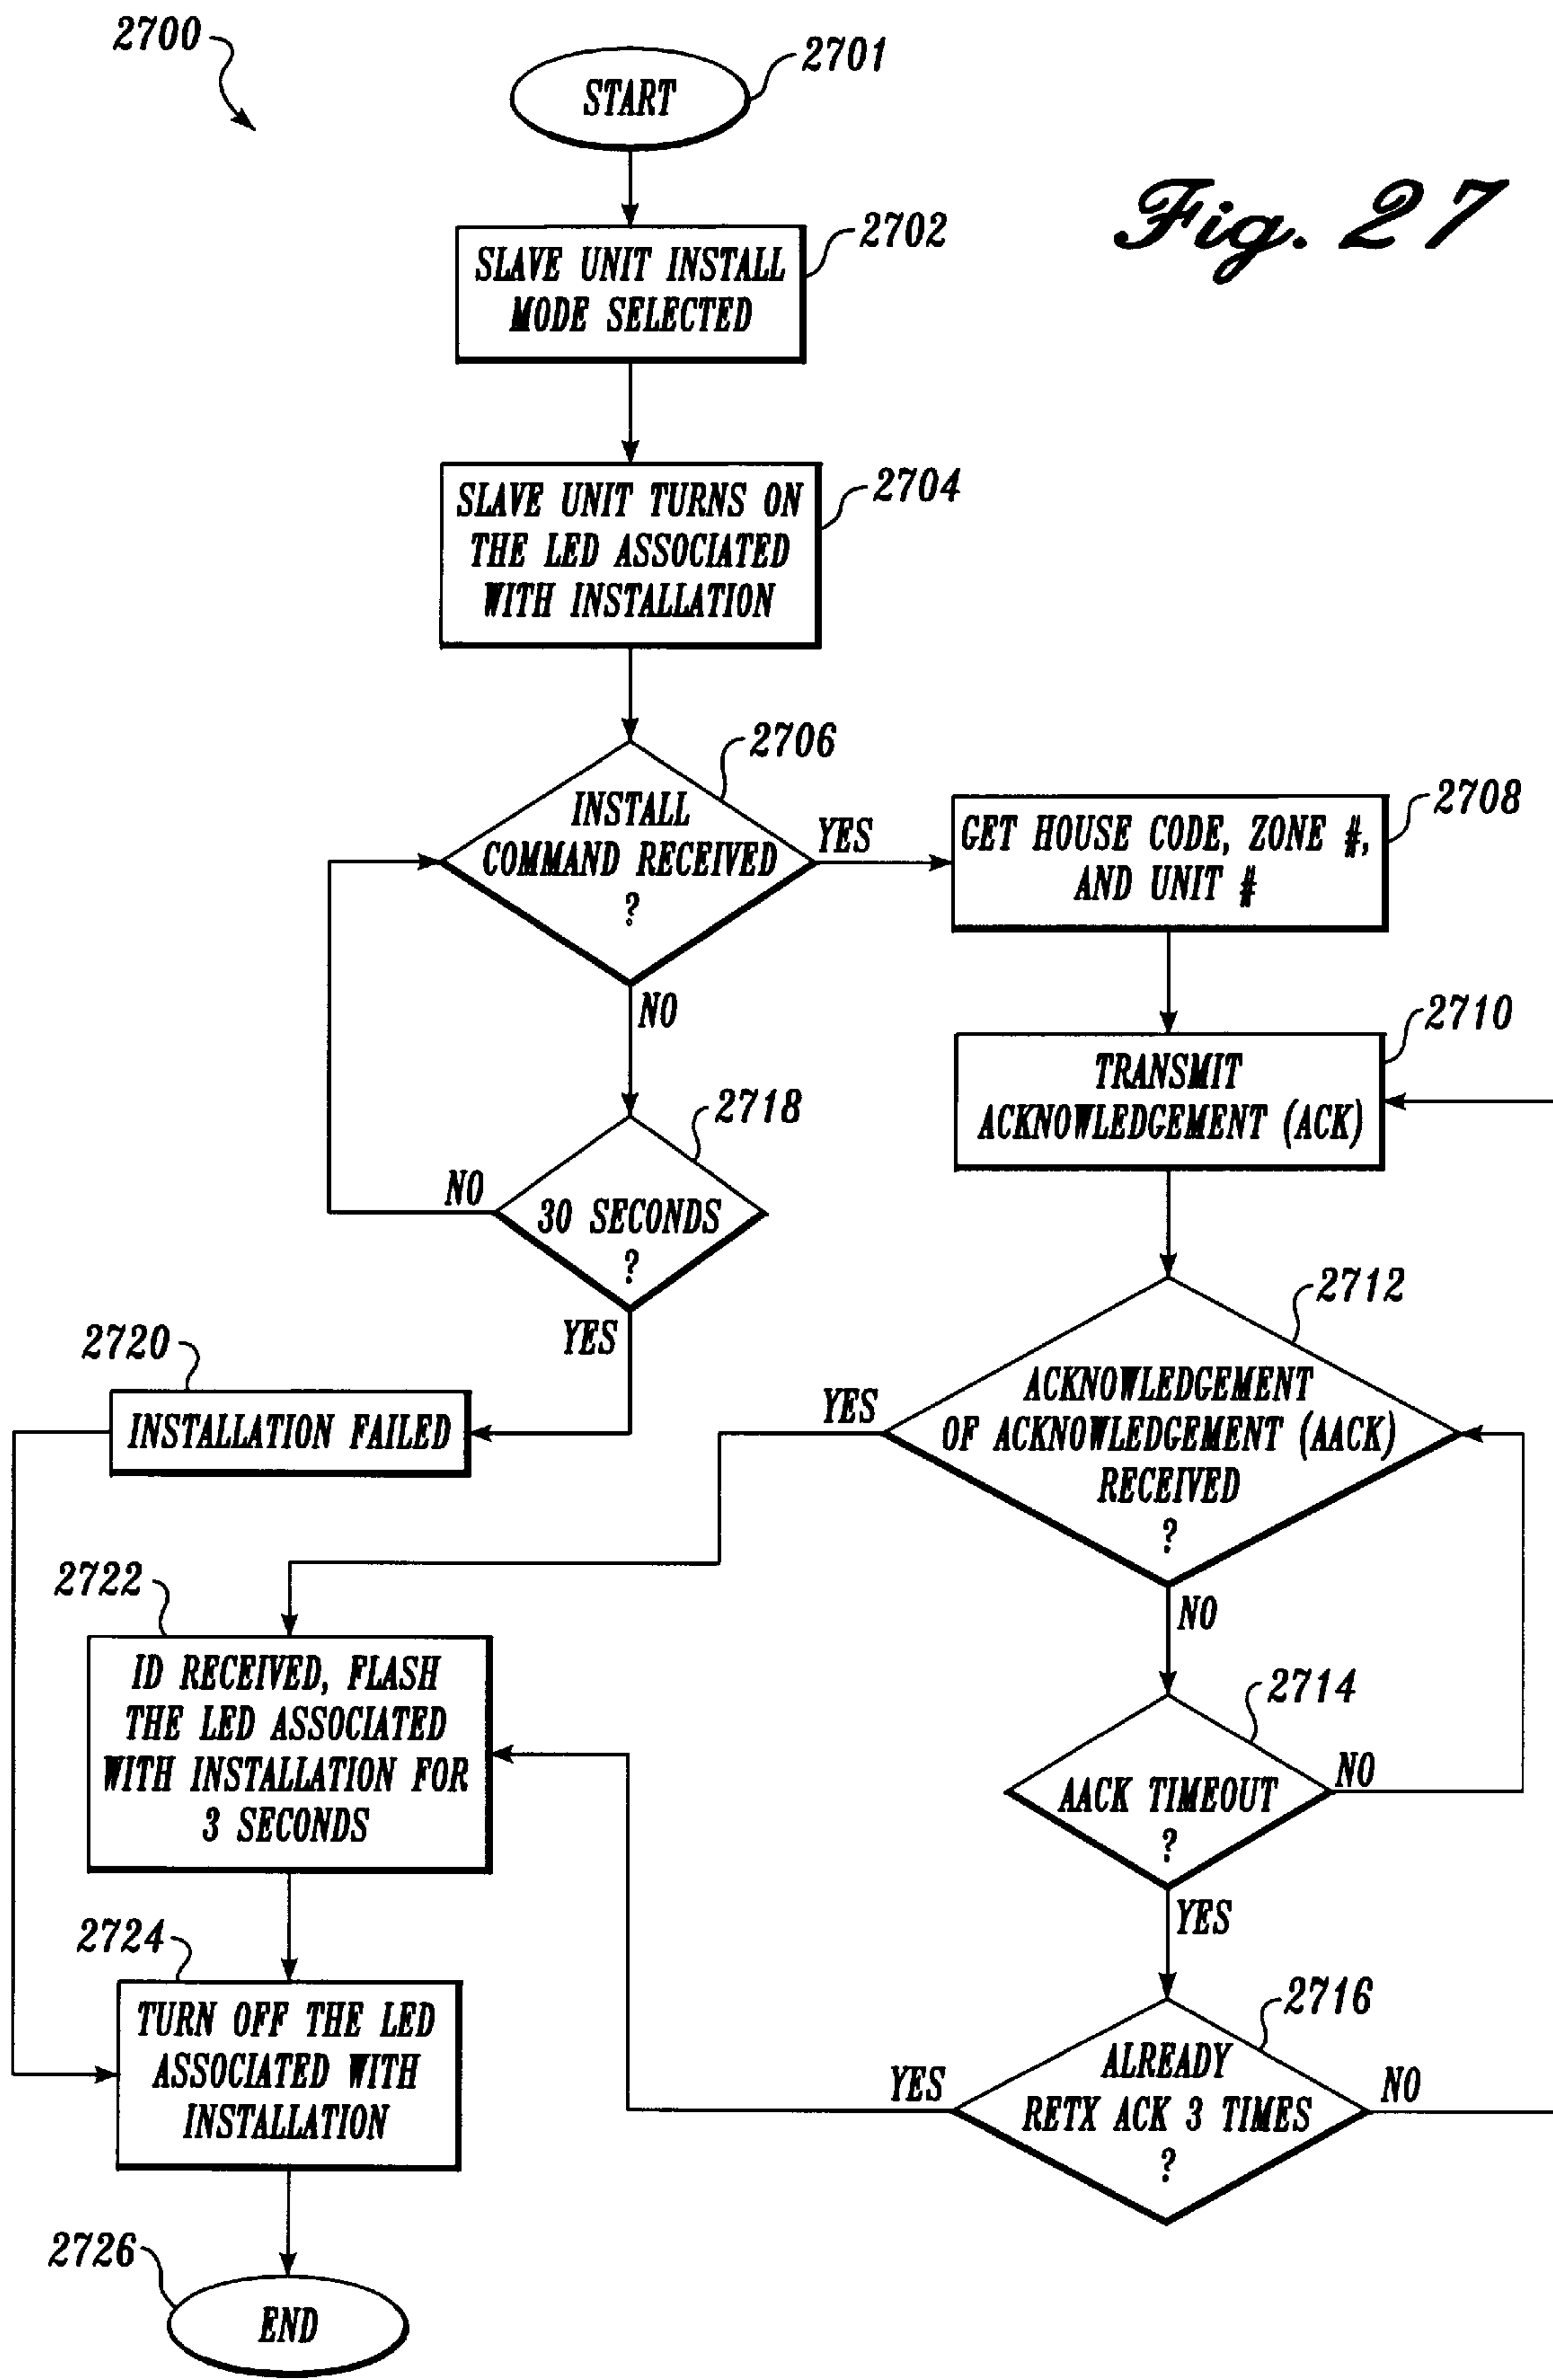 2700
2701
START
Fig. 27
2702
SLAVE UNIT INSTALL
MODE SELECTED
2704
SLAVE UNIT TURNS ON
THE LED ASSOCIATED
WITH INSTALLATION
2706
INSTALL
COMMAND RECEIVED
?
YES
NO
2708
GET HOUSE CODE, ZONE #,
AND UNIT #
2710
TRANSMIT
ACKNOWLEDGEMENT (ACK)
2718
30 SECONDS
?
NO
YES
2712
ACKNOWLEDGEMENT
OF ACKNOWLEDGEMENT (AACK)
RECEIVED
?
YES
NO
2720
INSTALLATION FAILED
2722
ID RECEIVED, FLASH
THE LED ASSOCIATED
WITH INSTALLATION FOR
3 SECONDS
2714
AACK TIMEOUT
?
NO
YES
2724
TURN OFF THE LED
ASSOCIATED WITH
INSTALLATION
2716
ALREADY
RETX ACK 3 TIMES
?
YES
NO
2726
END